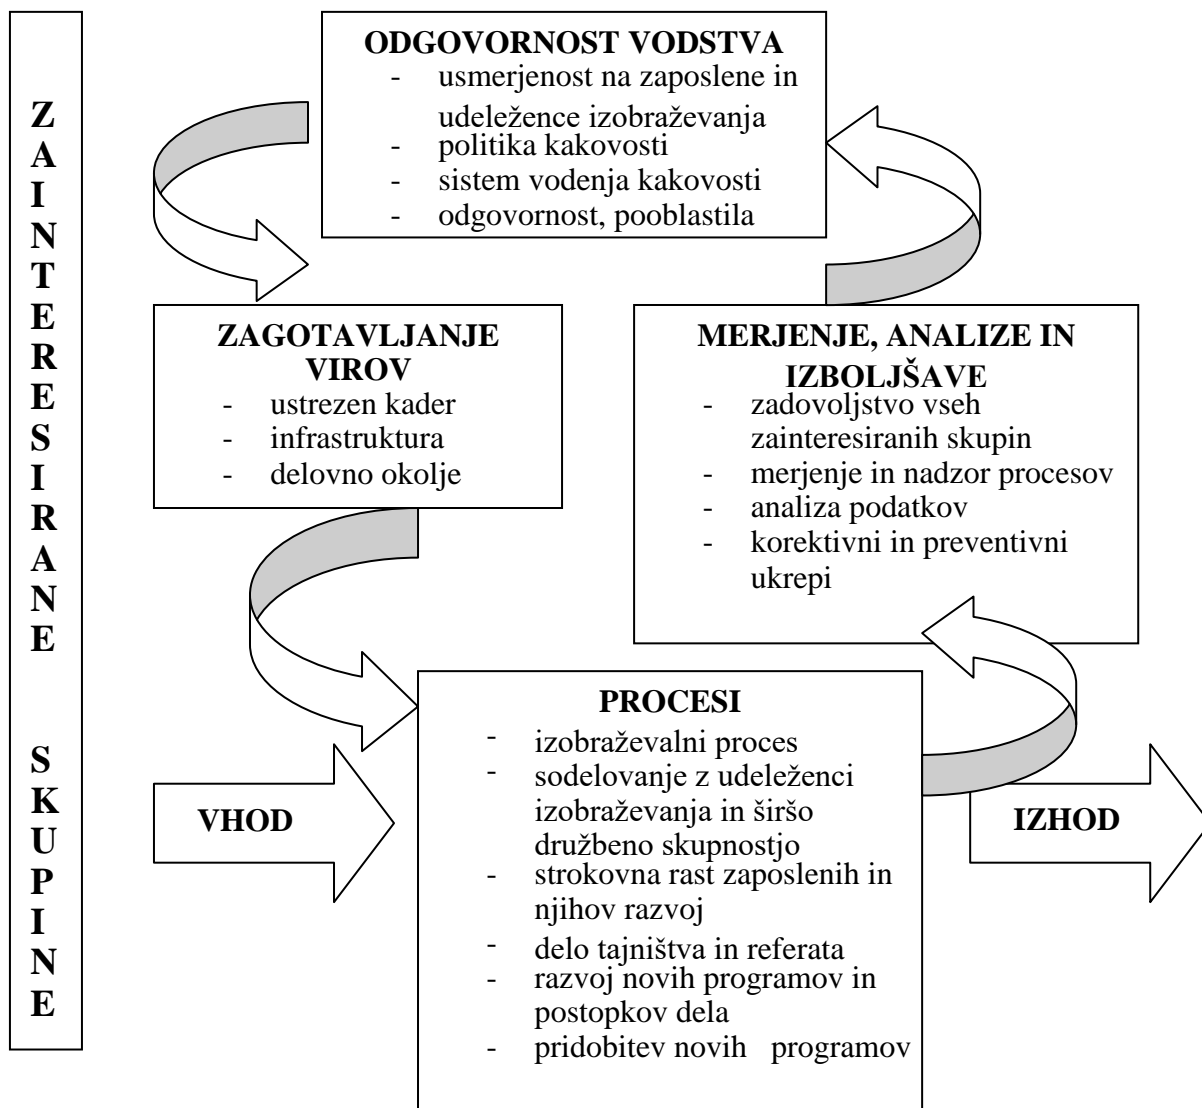 ZAINTERESIRANE SKUPINE
ODGOVORNOST VODSTVA
- usmerjenost na zaposlene in
udeležence izobraževanja
- politika kakovosti
- sistem vodenja kakovosti
- odgovornost, pooblastila
ZAGOTAVLJANJE
VIROV
- ustrezen kader
- infrastruktura
- delovno okolje
MERJENJE, ANALIZE IN
IZBOLJŠAVE
- zadovoljstvo vseh
zainteresiranih skupin
- merjenje in nadzor procesov
- analiza podatkov
- korektivni in preventivni
ukrepi
VHOD
PROCESI
- izobraževalni proces
- sodelovanje z udeleženci
izobraževanja in širšo
družbeno skupnostjo
- strokovna rast zaposlenih in
njihov razvoj
- delo tajništva in referata
- razvoj novih programov in
postopkov dela
- pridobitev novih programov
IZHOD